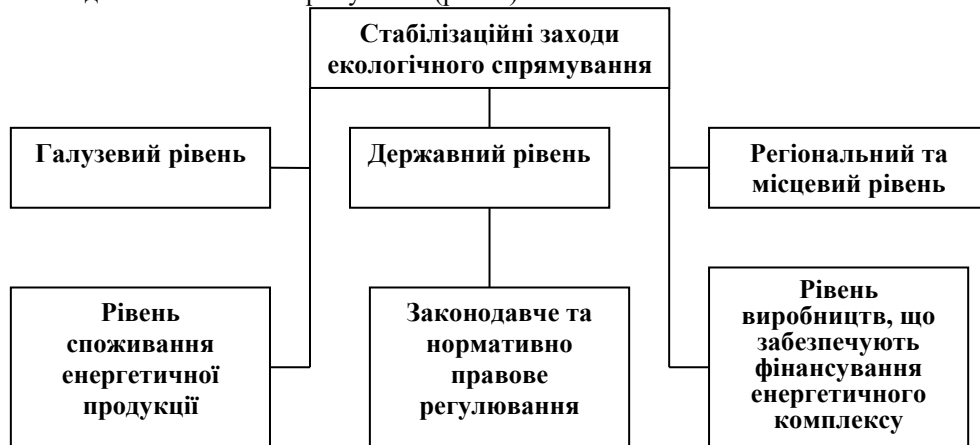 Стабілізаційні заходи
екологічного спрямування
Галузевий рівень
Державний рівень
Регіональний та
місцевий рівень
Рівень
споживання
енергетичної
продукції
Законодавче та
нормативно
правове
регулювання
Рівень
виробництв, що
забезпечують
фінансування
енергетичного
комплексу